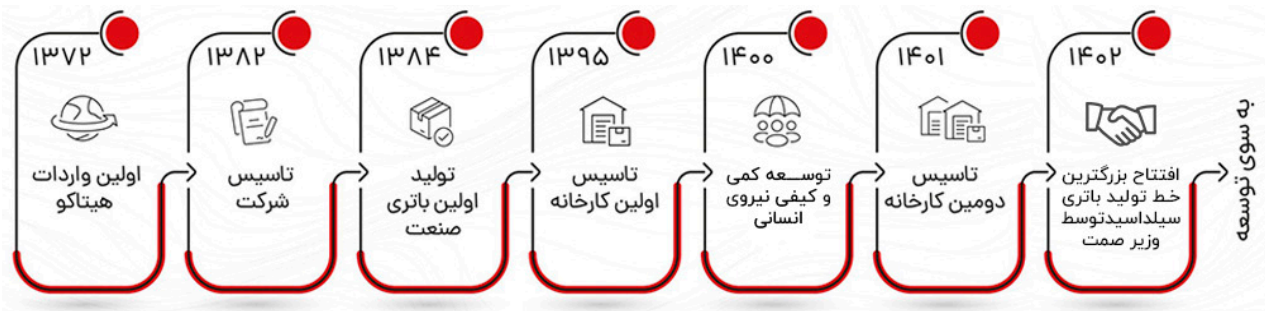 ۱۳۷۲
اولین واردات
هیتاکو
۱۳۸۲
تاسیس
شرکت
۱۳۸۴
تولید
اولین باتری
صنعت
۱۳۹۵
تاسیس
اولین کارخانه
۱۴۰۰
توســعه کمی
و کیفی نیروی
انسانی
۱۴۰۱
تاسیس
دومین کارخانه
۱۴۰۲
افتتاح بزرگترین
خط تولید باتری
سیلداسیدتوسط
وزیر صمت
به سوی توسعه